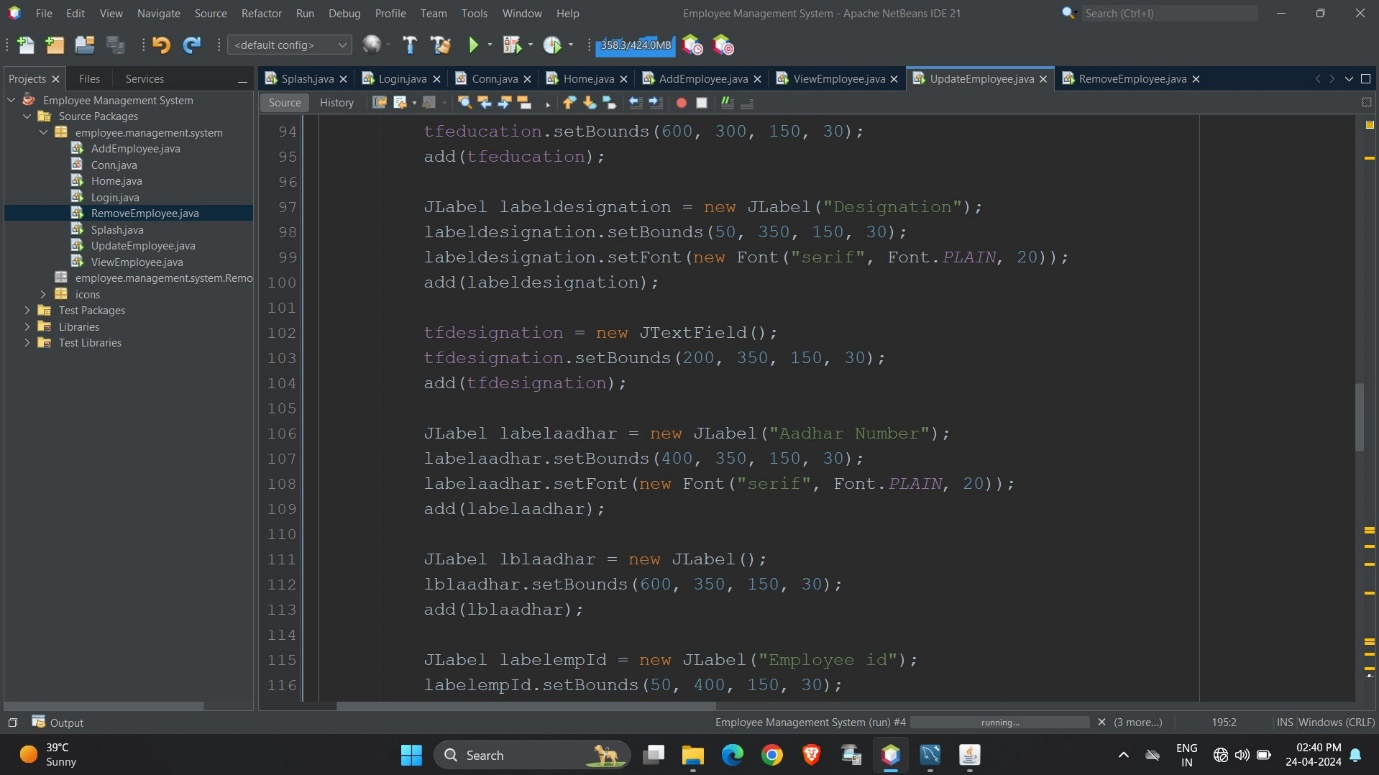 File Edit View Navigate Source Refactor Run Debug Profile Team Tools Window Help
Employee Management System - Apache NetBeans IDE 21
Search (Ctrl+I)
<default config>
358.3/424.0MB
Projects Files Services
Splash.java Login.java Conn.java Home.java AddEmployee.java ViewEmployee.java UpdateEmployee.java RemoveEmployee.java
Source History
Employee Management System
Source Packages
employee.management.system
AddEmployee.java
Conn.java
Home.java
Login.java
RemoveEmployee.java
Splash.java
UpdateEmployee.java
ViewEmployee.java
employee.management.system.Remo
icons
Test Packages
Libraries
Test Libraries
94 tfeducation.setBounds(600, 300, 150, 30);
95 add(tfeducation);
96
97 JLabel labeldesignation = new JLabel("Designation");
98 labeldesignation.setBounds(50, 350, 150, 30);
99 labeldesignation.setFont(new Font("serif", Font.PLAIN, 20));
100 add(labeldesignation);
101
102 tfdesignation = new JTextField();
103 tfdesignation.setBounds(200, 350, 150, 30);
104 add(tfdesignation);
105
106 JLabel labelaadhar = new JLabel("Aadhar Number");
107 labelaadhar.setBounds(400, 350, 150, 30);
108 labelaadhar.setFont(new Font("serif", Font.PLAIN, 20));
109 add(labelaadhar);
110
111 JLabel lblaadhar = new JLabel();
112 lblaadhar.setBounds(600, 350, 150, 30);
113 add(lblaadhar);
114
115 JLabel labelempId = new JLabel("Employee id");
116 labelempId.setBounds(50, 400, 150, 30);
Output
Employee Management System (run) #4 running... (3 more...) 195:2 INS Windows (CRLF)
39°C
Sunny
Search
ENG
IN
02:40 PM
24-04-2024